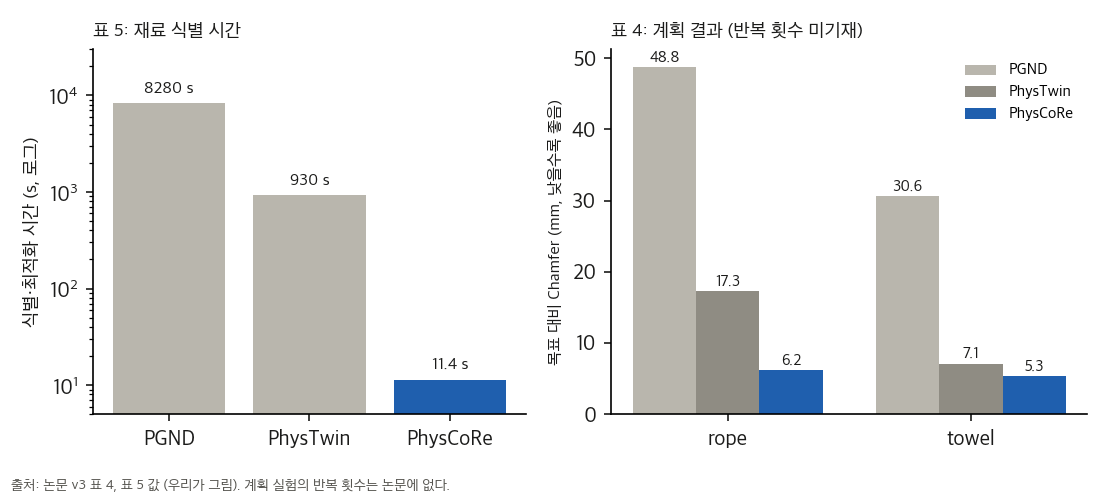 표 5: 재료 식별 시간
식별·최적화 시간 (s, 로그)
10⁴
10³
10²
10¹
8280 s
930 s
11.4 s
PGND
PhysTwin
PhysCoRe
표 4: 계획 결과 (반복 횟수 미기재)
목표 대비 Chamfer (mm, 낮을수록 좋음)
50
40
30
20
10
0
48.8
17.3
6.2
30.6
7.1
5.3
PGND
PhysTwin
PhysCoRe
rope
towel
출처: 논문 v3 표 4, 표 5 값 (우리가 그림). 계획 실험의 반복 횟수는 논문에 없다.